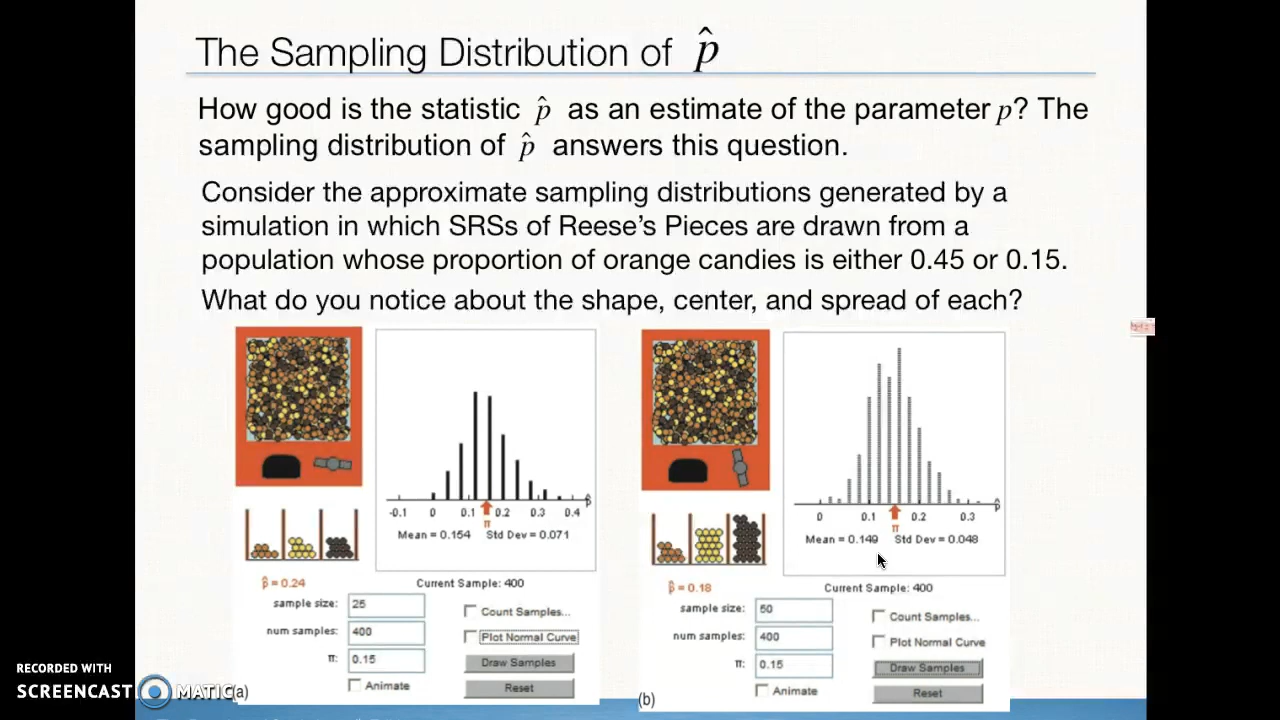 The Sampling Distribution of p̂
How good is the statistic p̂ as an estimate of the parameter p? The
sampling distribution of p̂ answers this question.
Consider the approximate sampling distributions generated by a
simulation in which SRSs of Reese's Pieces are drawn from a
population whose proportion of orange candies is either 0.45 or 0.15.
What do you notice about the shape, center, and spread of each?
-0.1 0 0.1 0.2 0.3 0.4 p̂
π
Mean = 0.154 Std Dev = 0.071
p̂ = 0.24
Current Sample: 400
sample size: 25
Count Samples...
num samples: 400
Plot Normal Curve
π: 0.15
Draw Samples
Animate
Reset
(a)
0 0.1 0.2 0.3 p̂
π
Mean = 0.149 Std Dev = 0.048
p̂ = 0.18
Current Sample: 400
sample size: 50
Count Samples...
num samples: 400
Plot Normal Curve
π: 0.15
Draw Samples
Animate
Reset
(b)
RECORDED WITH
SCREENCAST MATIC